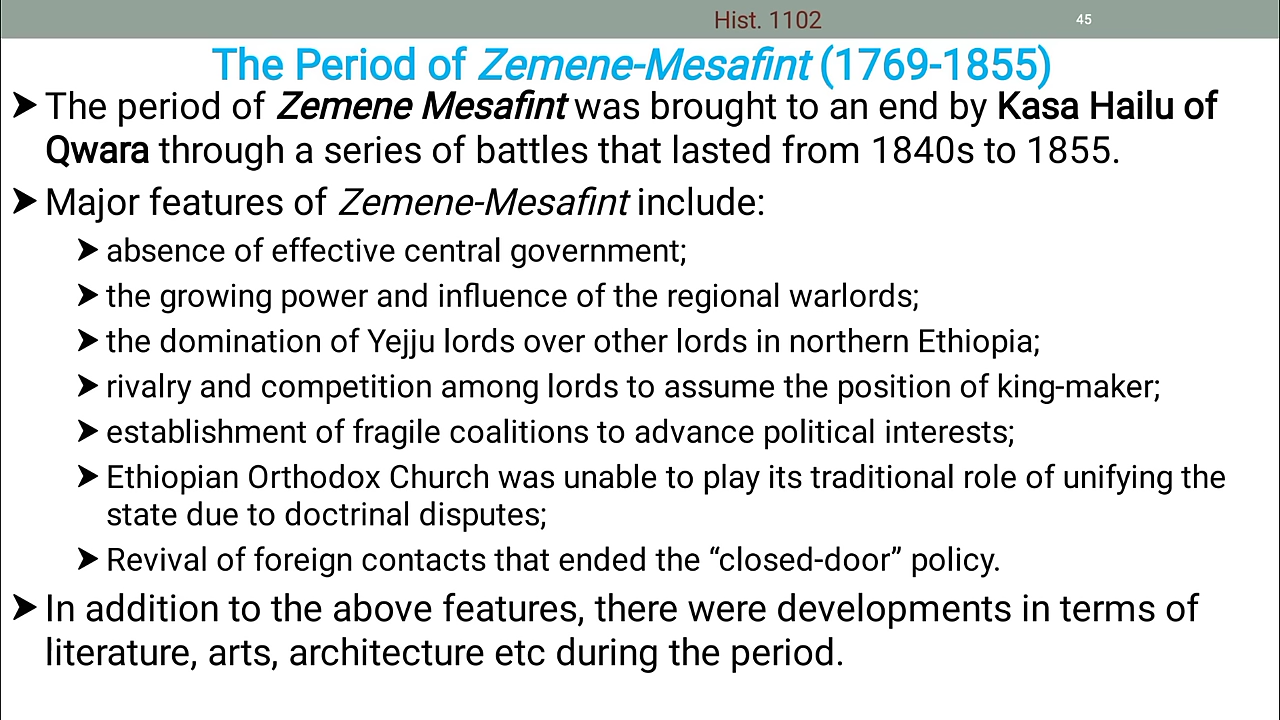 Hist. 1102
45
The Period of Zemene-Mesafint (1769-1855)
➤ The period of Zemene Mesafint was brought to an end by Kasa Hailu of
Qwara through a series of battles that lasted from 1840s to 1855.
➤ Major features of Zemene-Mesafint include:
➤ absence of effective central government;
➤ the growing power and influence of the regional warlords;
➤ the domination of Yejju lords over other lords in northern Ethiopia;
➤ rivalry and competition among lords to assume the position of king-maker;
➤ establishment of fragile coalitions to advance political interests;
➤ Ethiopian Orthodox Church was unable to play its traditional role of unifying the
state due to doctrinal disputes;
➤ Revival of foreign contacts that ended the “closed-door” policy.
➤ In addition to the above features, there were developments in terms of
literature, arts, architecture etc during the period.